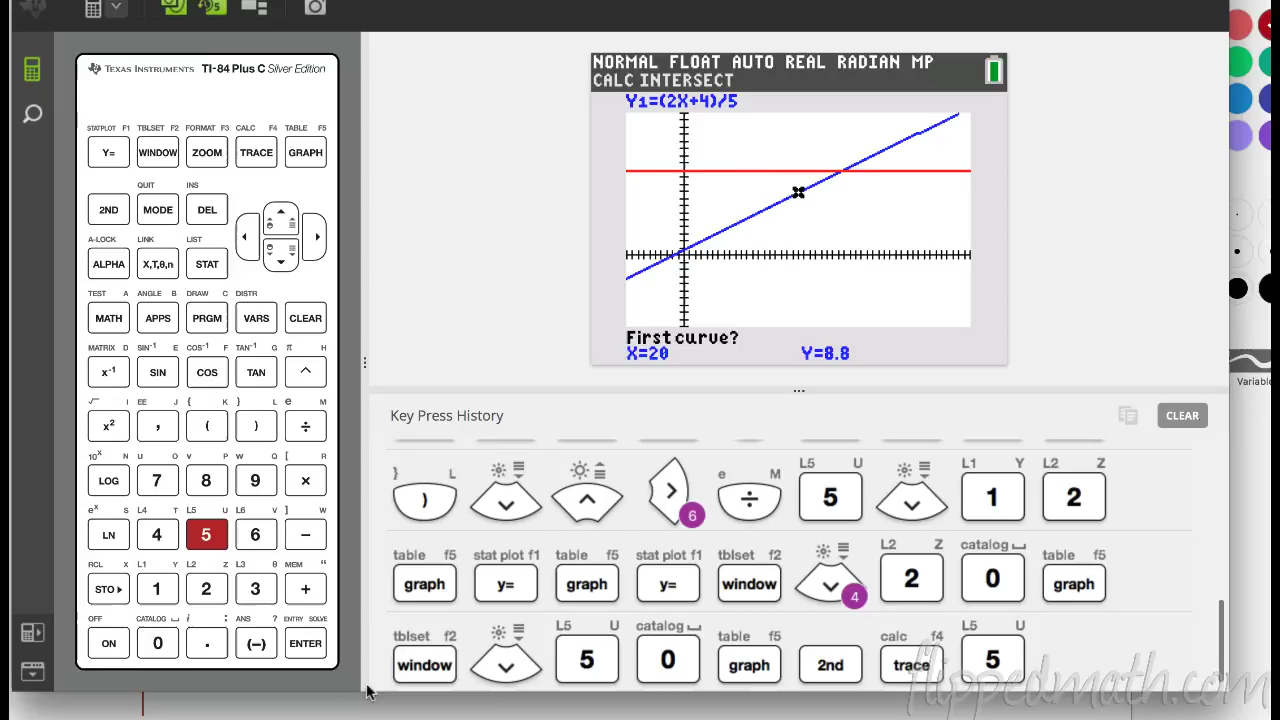 TEXAS INSTRUMENTS TI-84 Plus C Silver Edition
STATPLOT F1 TBLSET F2 FORMAT F3 CALC F4 TABLE F5
Y= WINDOW ZOOM TRACE GRAPH
QUIT INS
2ND MODE DEL
A-LOCK LINK LIST
ALPHA X,T,θ,n STAT
TEST A ANGLE B DRAW C DISTR
MATH APPS PRGM VARS CLEAR
MATRIX D SIN⁻¹ E COS⁻¹ F TAN⁻¹ G π H
x⁻¹ SIN COS TAN ^
√ I EE J { K } L e M
x² , ( ) ÷
10ˣ N u O v P w Q [ R
LOG 7 8 9 ×
eˣ S L4 T L5 U L6 V ] W
LN 4 5 6 −
RCL X L1 Y L2 Z L3 θ MEM "
STO▸ 1 2 3 +
OFF CATALOG ⎵ i : ANS ? ENTRY SOLVE
ON 0 . (−) ENTER
NORMAL FLOAT AUTO REAL RADIAN MP
CALC INTERSECT
Y1=(2X+4)/5
First curve?
X=20 Y=8.8
Key Press History
CLEAR
} L e M L5 U L1 Y L2 Z
) 6 ÷ 5 1 2
table f5 stat plot f1 table f5 stat plot f1 tblset f2 L2 Z catalog ⎵ table f5
graph y= graph y= window 4 2 0 graph
tblset f2 L5 U catalog ⎵ table f5 calc f4 L5 U
window 5 0 graph 2nd trace 5
flippedmath.com
Variable